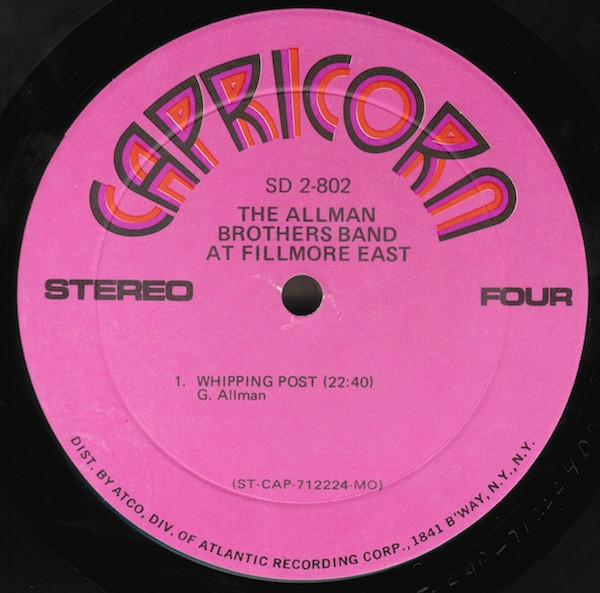 CAPRICORN
SD 2-802
THE ALLMAN
BROTHERS BAND
AT FILLMORE EAST
STEREO
FOUR
1. WHIPPING POST (22:40)
G. Allman
(ST-CAP-712224-MO)
DIST. BY ATCO, DIV. OF ATLANTIC RECORDING CORP., 1841 B'WAY, N.Y., N.Y.